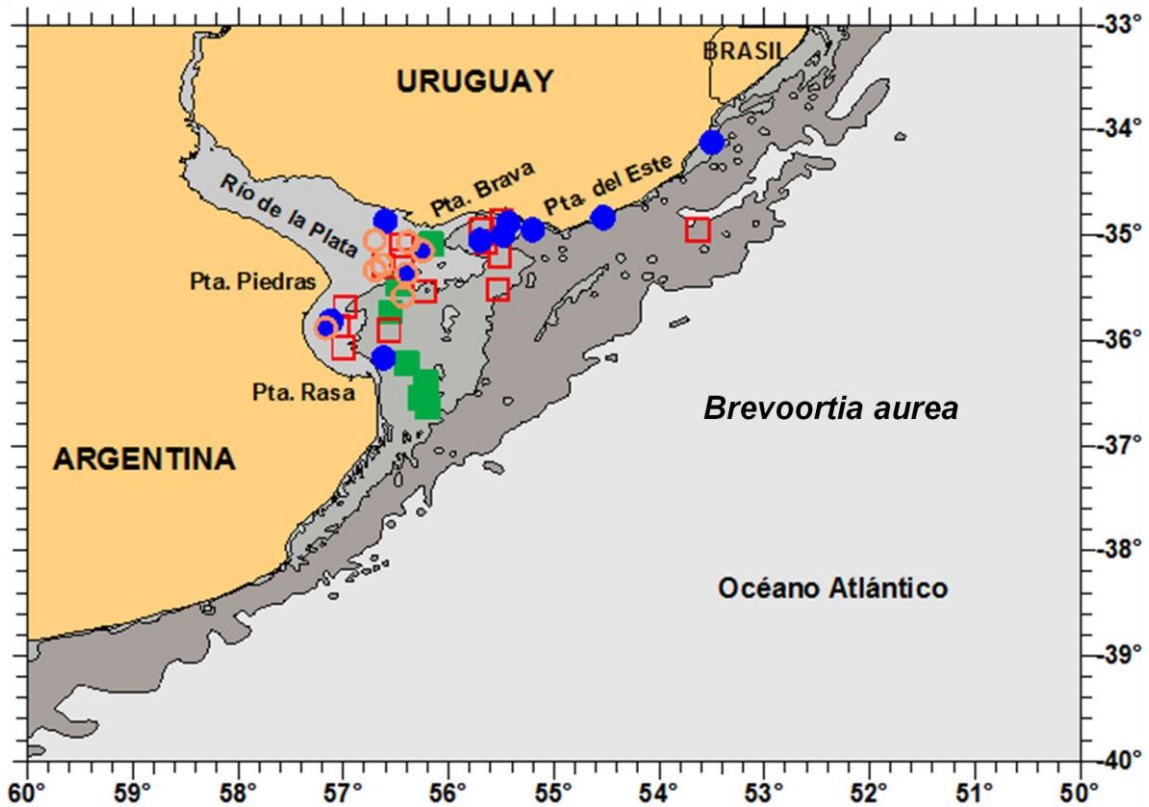 -33°
BRASIL
URUGUAY
-34°
Pta. Brava
Pta. del Este
Río de la Plata
-35°
Pta. Piedras
-36°
Pta. Rasa
Brevoortia aurea
-37°
ARGENTINA
-38°
Océano Atlántico
-39°
-40°
60° 59° 58° 57° 56° 55° 54° 53° 52° 51° 50°